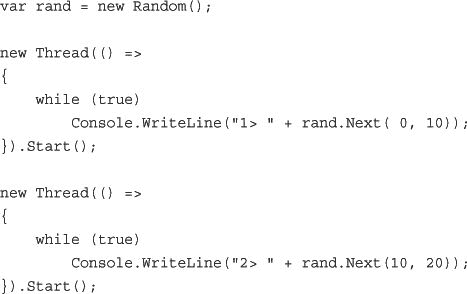 var rand = new Random();
new Thread(() =>
{
    while (true)
        Console.WriteLine("1> " + rand.Next( 0, 10));
}).Start();
new Thread(() =>
{
    while (true)
        Console.WriteLine("2> " + rand.Next(10, 20));
}).Start();